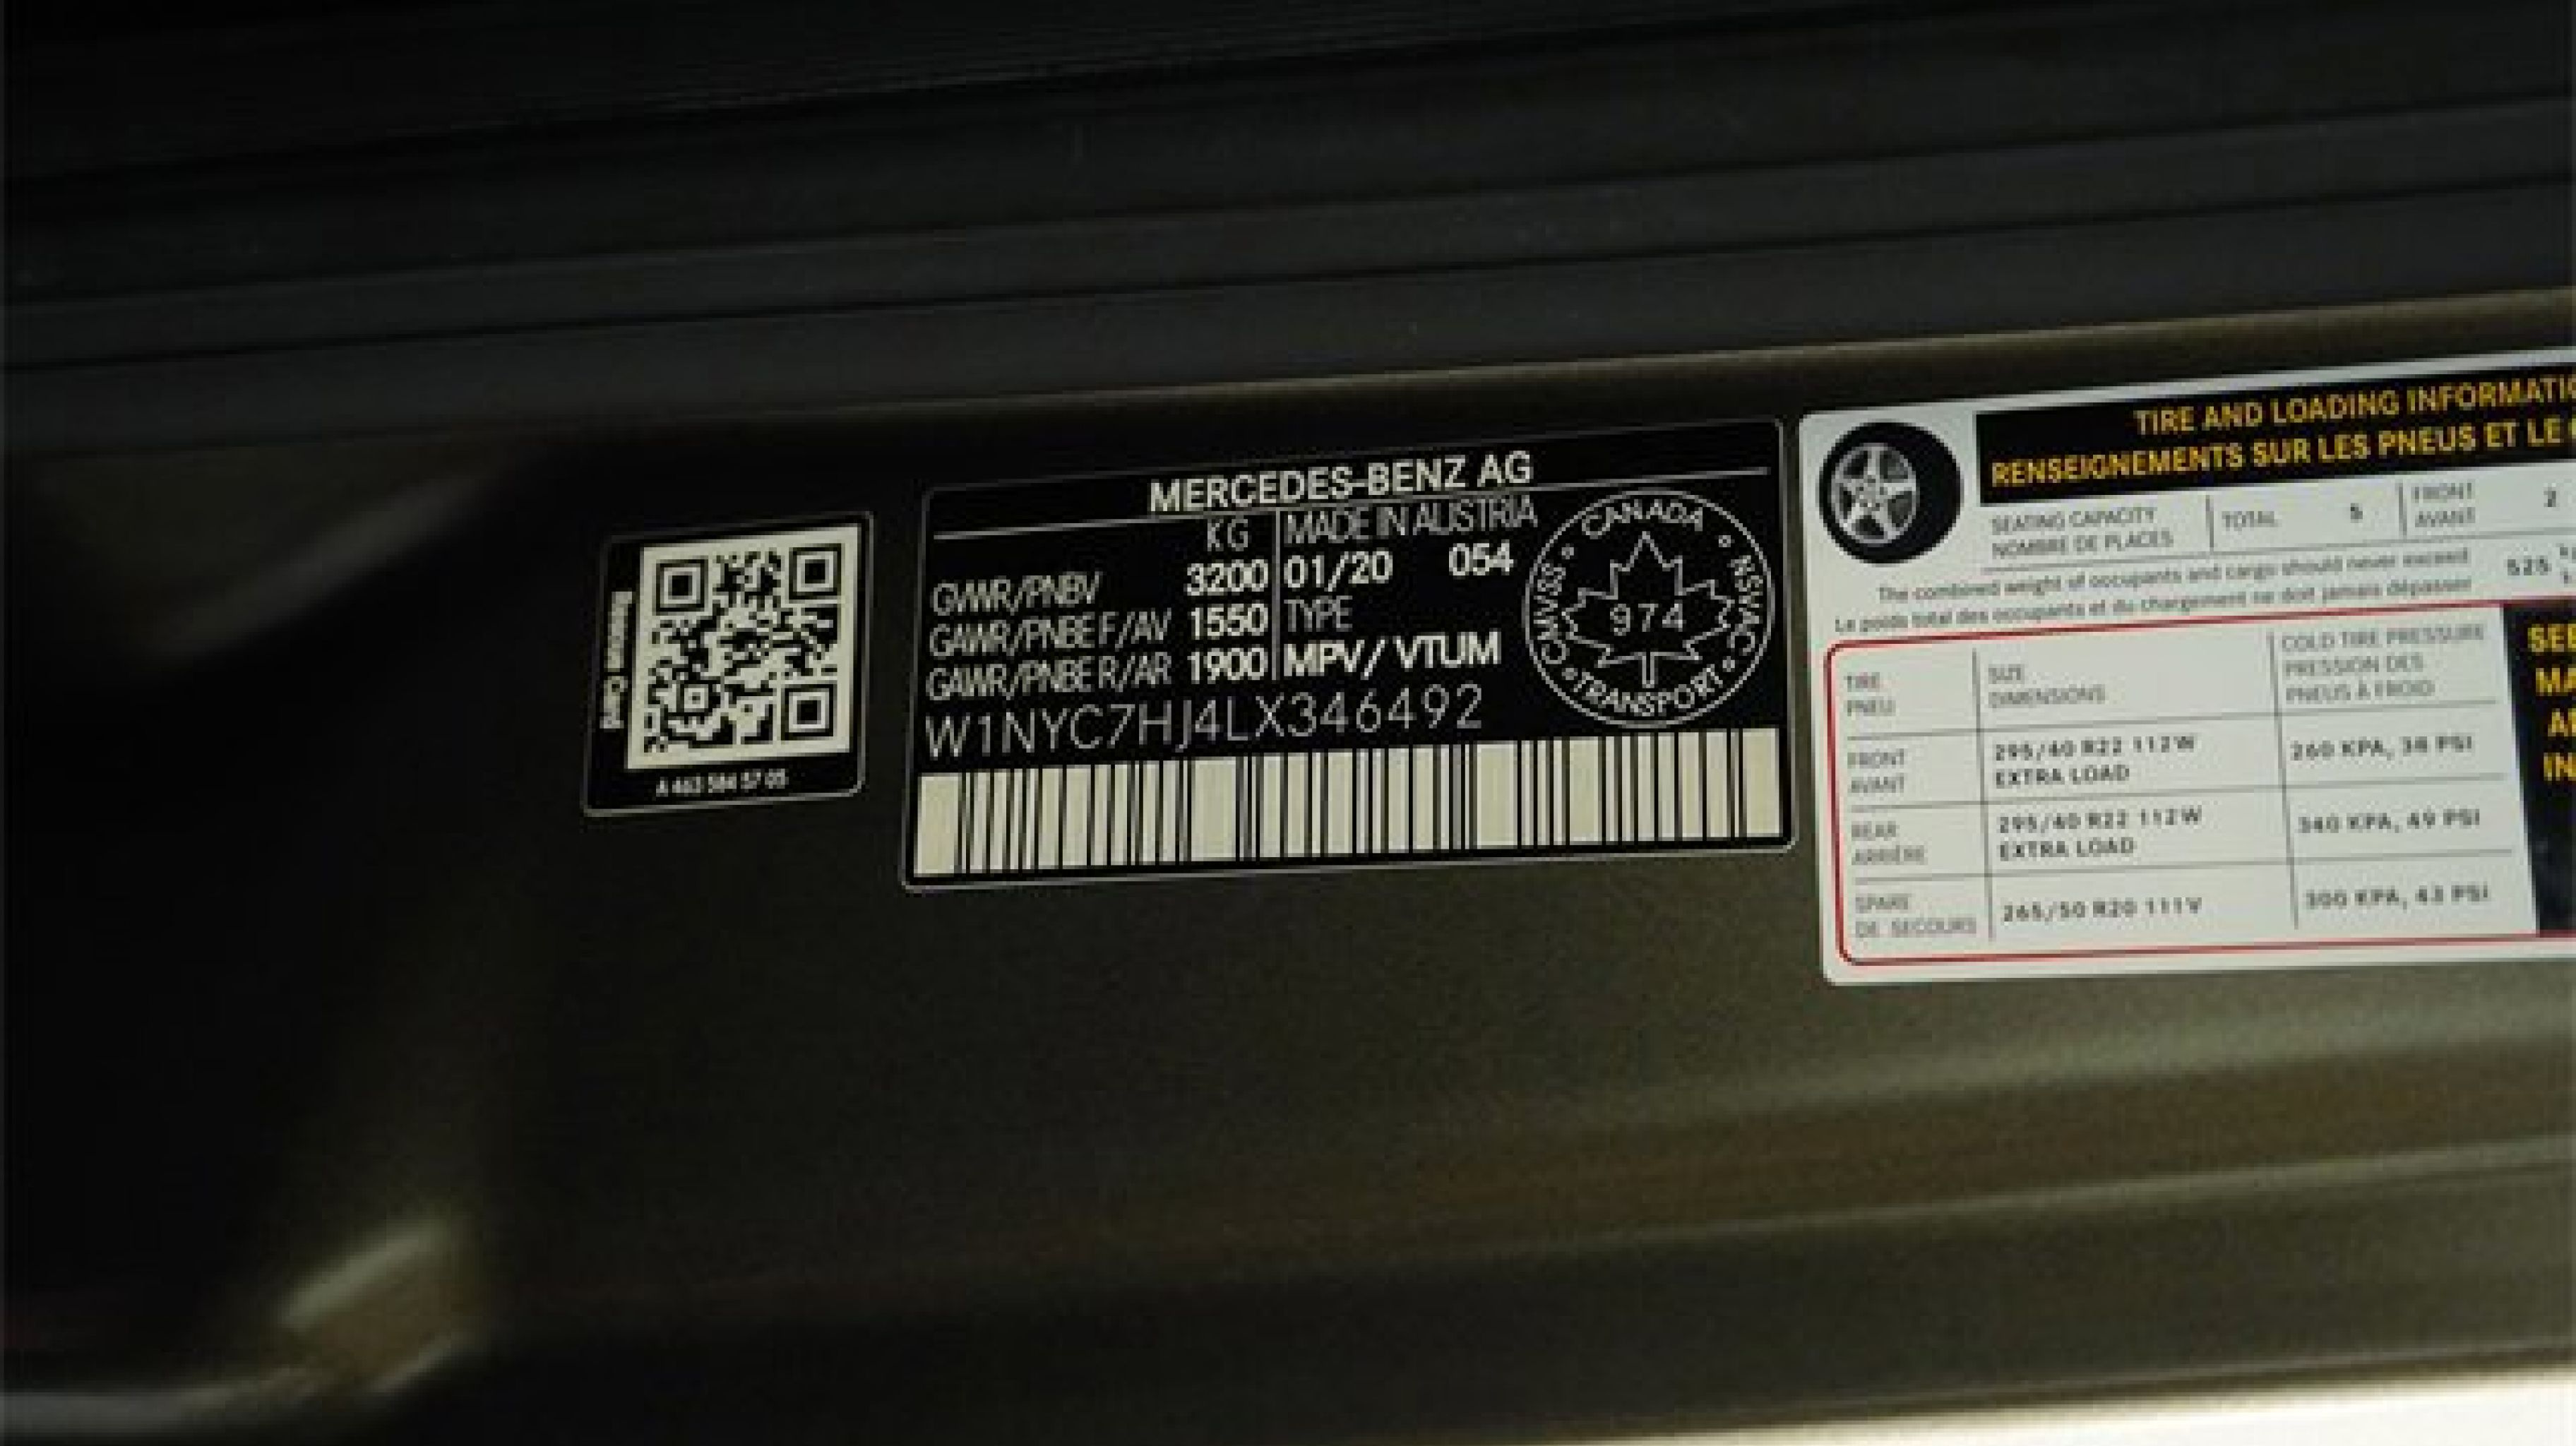 Rescue Card
A 463 584 57 05
MERCEDES-BENZ AG
KG
MADE IN AUSTRIA
GVWR/PNBV 3200
01/20 054
GAWR/PNBE F/AV 1550
TYPE
GAWR/PNBE R/AR 1900
MPV/VTUM
W1NYC7HJ4LX346492
CANADA
NSVAC
TRANSPORT
CMVSS
974
TIRE AND LOADING INFORMATI
RENSEIGNEMENTS SUR LES PNEUS ET LE
SEATING CAPACITY
NOMBRE DE PLACES
TOTAL 5
FRONT
AVANT
2
The combined weight of occupants and cargo should never exceed
Le poids total des occupants et du chargement ne doit jamais dépasser
525
TIRE
PNEU
SIZE
DIMENSIONS
COLD TIRE PRESSURE
PRESSION DES
PNEUS À FROID
FRONT
AVANT
295/40 R22 112W
EXTRA LOAD
260 KPA, 38 PSI
REAR
ARRIÈRE
295/40 R22 112W
EXTRA LOAD
340 KPA, 49 PSI
SPARE
DE SECOURS
265/50 R20 111V
300 KPA, 43 PSI